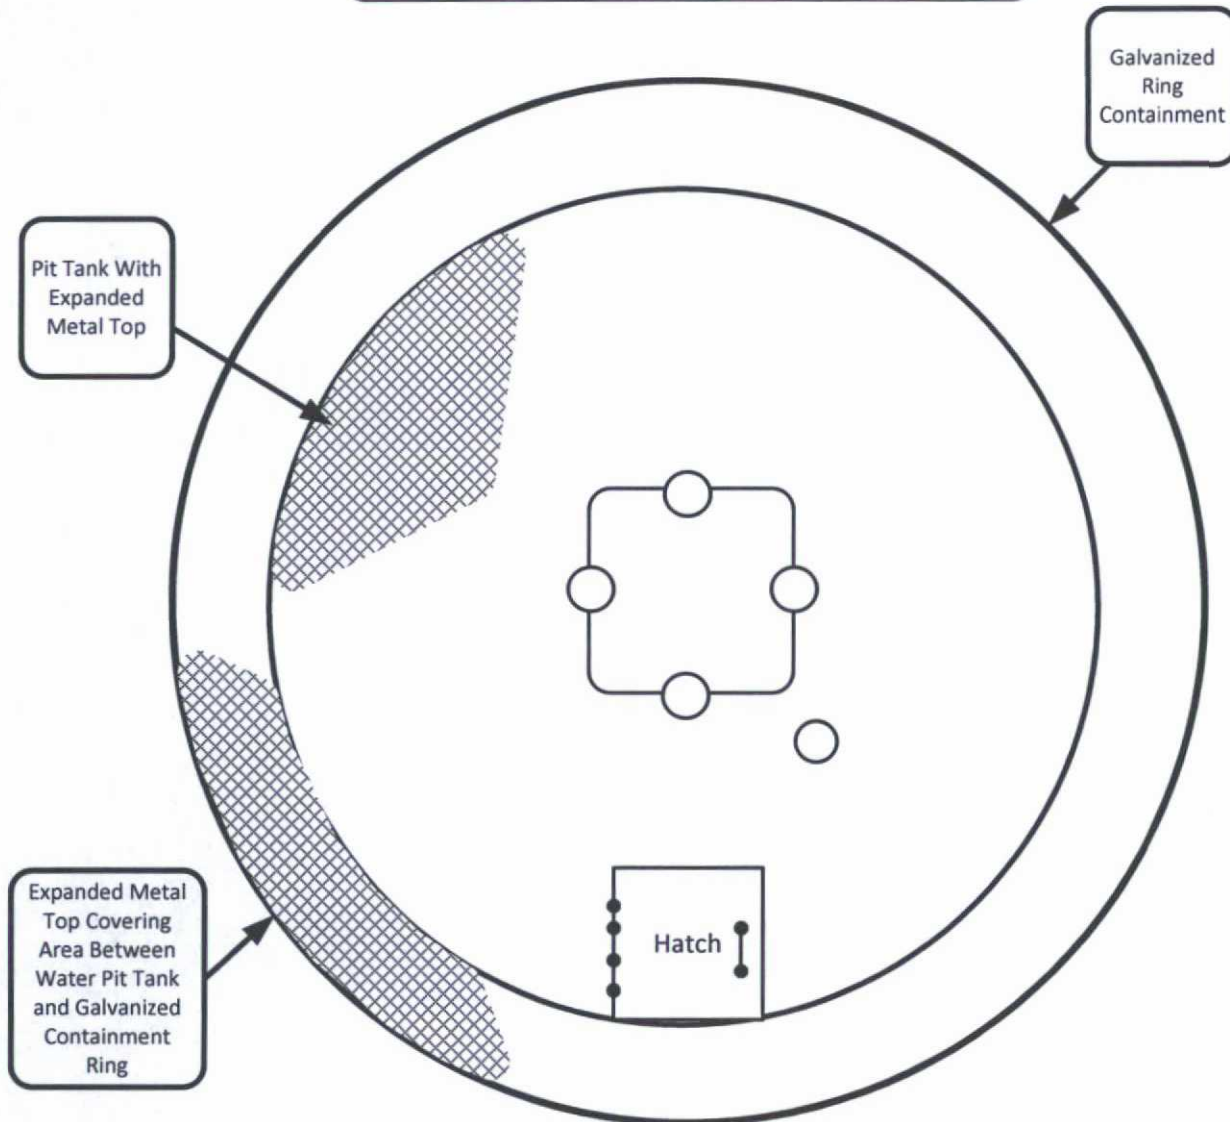 Galvanized
Ring
Containment
Pit Tank With
Expanded
Metal Top
Expanded Metal
Top Covering
Area Between
Water Pit Tank
and Galvanized
Containment
Ring
Hatch